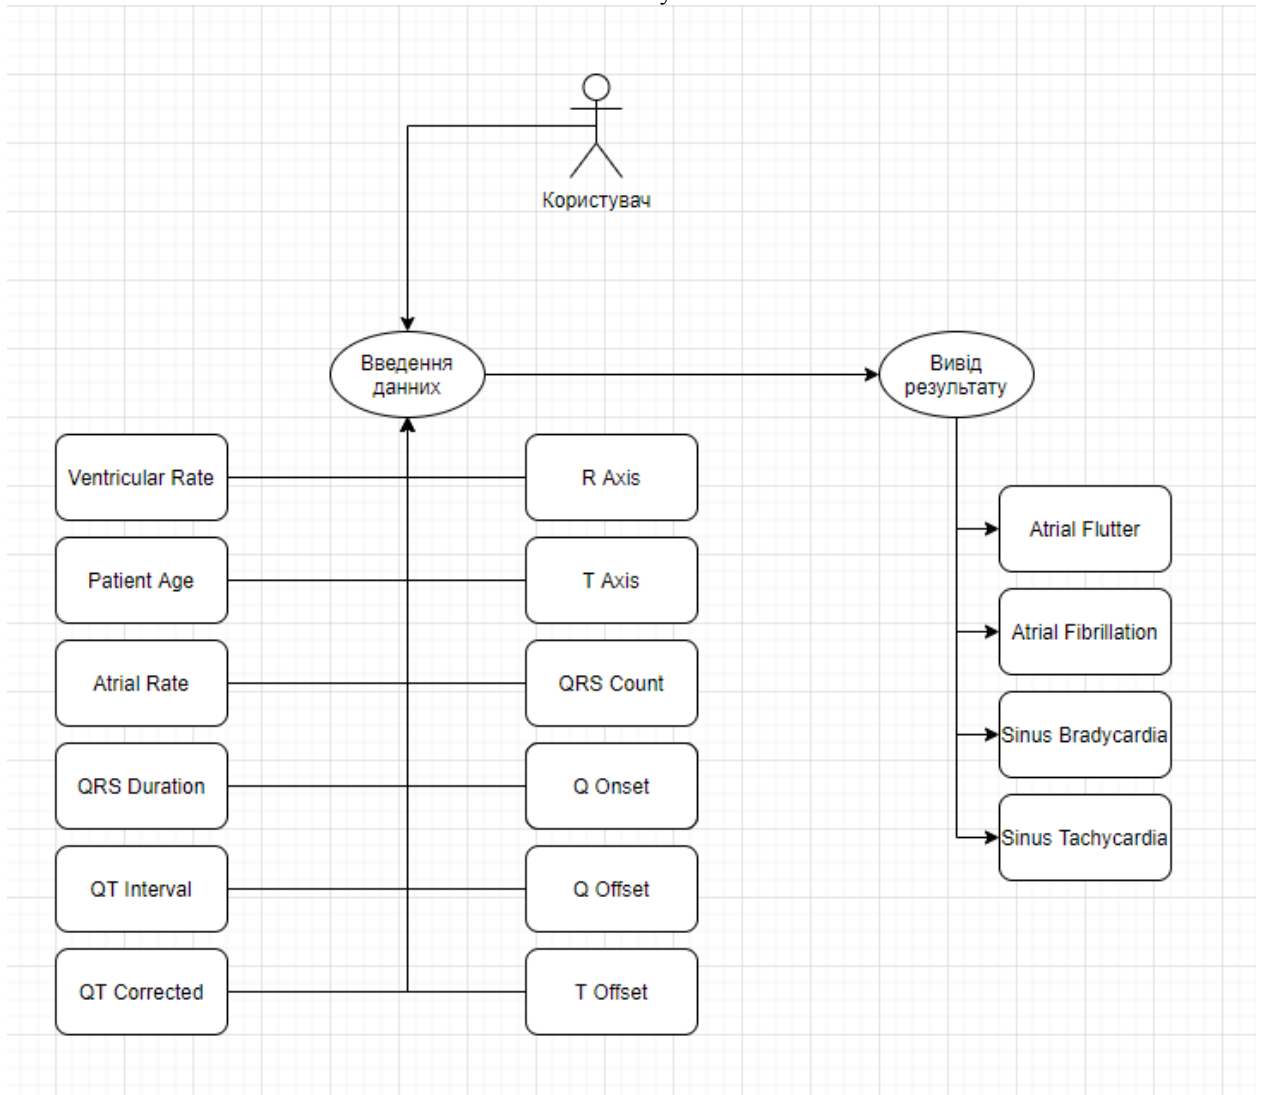 Користувач
Введення
данних
Вивід
результату
Ventricular Rate
R Axis
Patient Age
T Axis
Atrial Rate
QRS Count
QRS Duration
Q Onset
QT Interval
Q Offset
QT Corrected
T Offset
Atrial Flutter
Atrial Fibrillation
Sinus Bradycardia
Sinus Tachycardia